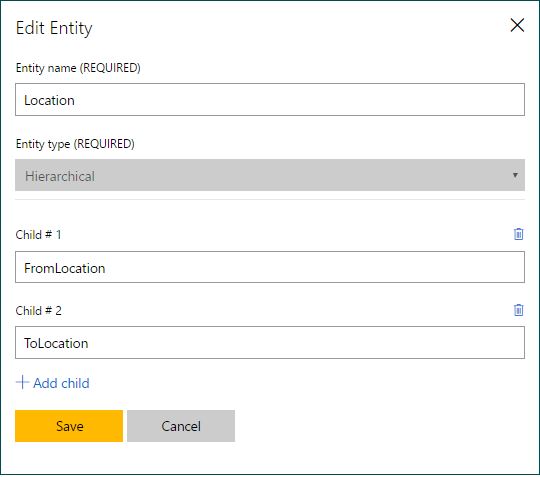 Edit Entity
Entity name (REQUIRED)
Location
Entity type (REQUIRED)
Hierarchical
Child # 1
FromLocation
Child # 2
ToLocation
Add child
Save Cancel